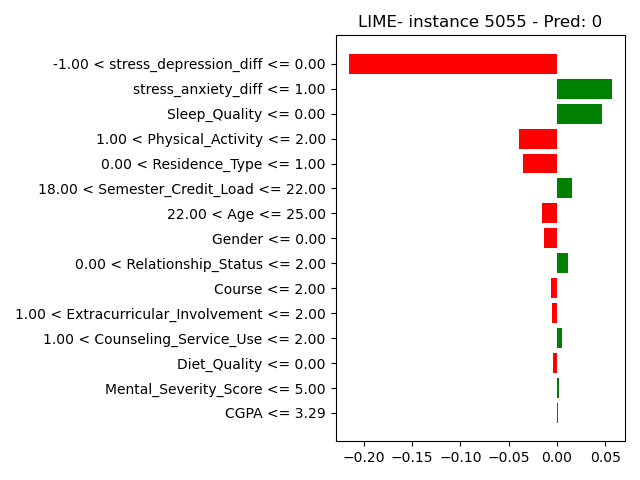 LIME- instance 5055 - Pred: 0
-1.00 < stress_depression_diff <= 0.00
stress_anxiety_diff <= 1.00
Sleep_Quality <= 0.00
1.00 < Physical_Activity <= 2.00
0.00 < Residence_Type <= 1.00
18.00 < Semester_Credit_Load <= 22.00
22.00 < Age <= 25.00
Gender <= 0.00
0.00 < Relationship_Status <= 2.00
Course <= 2.00
1.00 < Extracurricular_Involvement <= 2.00
1.00 < Counseling_Service_Use <= 2.00
Diet_Quality <= 0.00
Mental_Severity_Score <= 5.00
CGPA <= 3.29
−0.20 −0.15 −0.10 −0.05 0.00 0.05